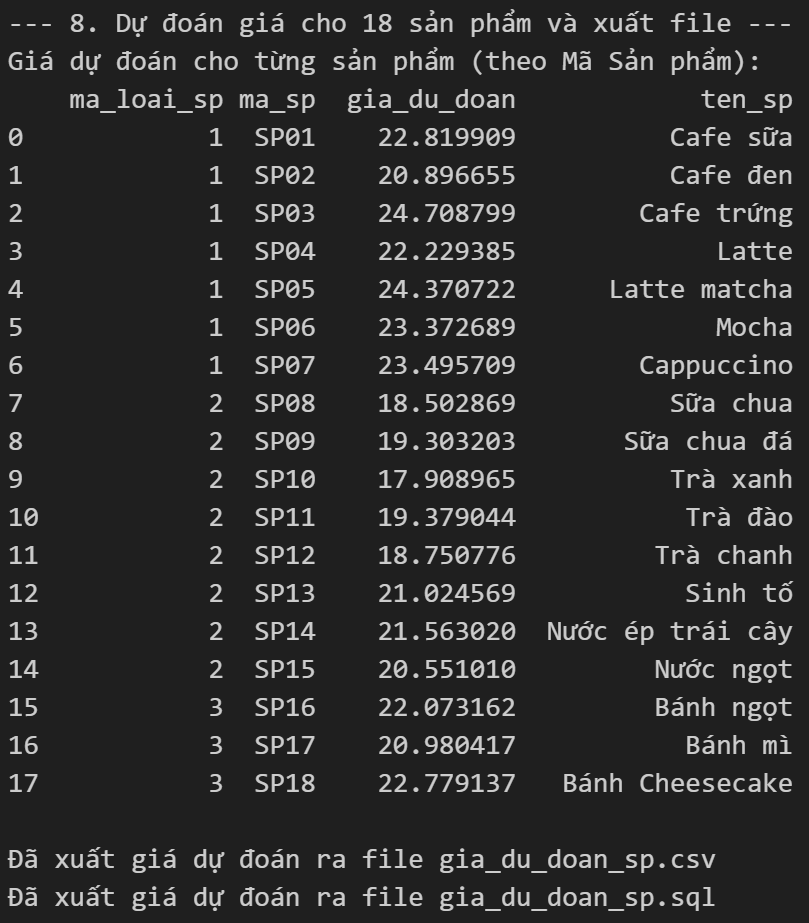 --- 8. Dự đoán giá cho 18 sản phẩm và xuất file ---
Giá dự đoán cho từng sản phẩm (theo Mã Sản phẩm):
    ma_loai_sp ma_sp  gia_du_doan            ten_sp
0            1  SP01    22.819909          Cafe sữa
1            1  SP02    20.896655          Cafe đen
2            1  SP03    24.708799        Cafe trứng
3            1  SP04    22.229385             Latte
4            1  SP05    24.370722      Latte matcha
5            1  SP06    23.372689             Mocha
6            1  SP07    23.495709        Cappuccino
7            2  SP08    18.502869          Sữa chua
8            2  SP09    19.303203       Sữa chua đá
9            2  SP10    17.908965          Trà xanh
10           2  SP11    19.379044           Trà đào
11           2  SP12    18.750776         Trà chanh
12           2  SP13    21.024569           Sinh tố
13           2  SP14    21.563020  Nước ép trái cây
14           2  SP15    20.551010         Nước ngọt
15           3  SP16    22.073162         Bánh ngọt
16           3  SP17    20.980417           Bánh mì
17           3  SP18    22.779137   Bánh Cheesecake
Đã xuất giá dự đoán ra file gia_du_doan_sp.csv
Đã xuất giá dự đoán ra file gia_du_doan_sp.sql